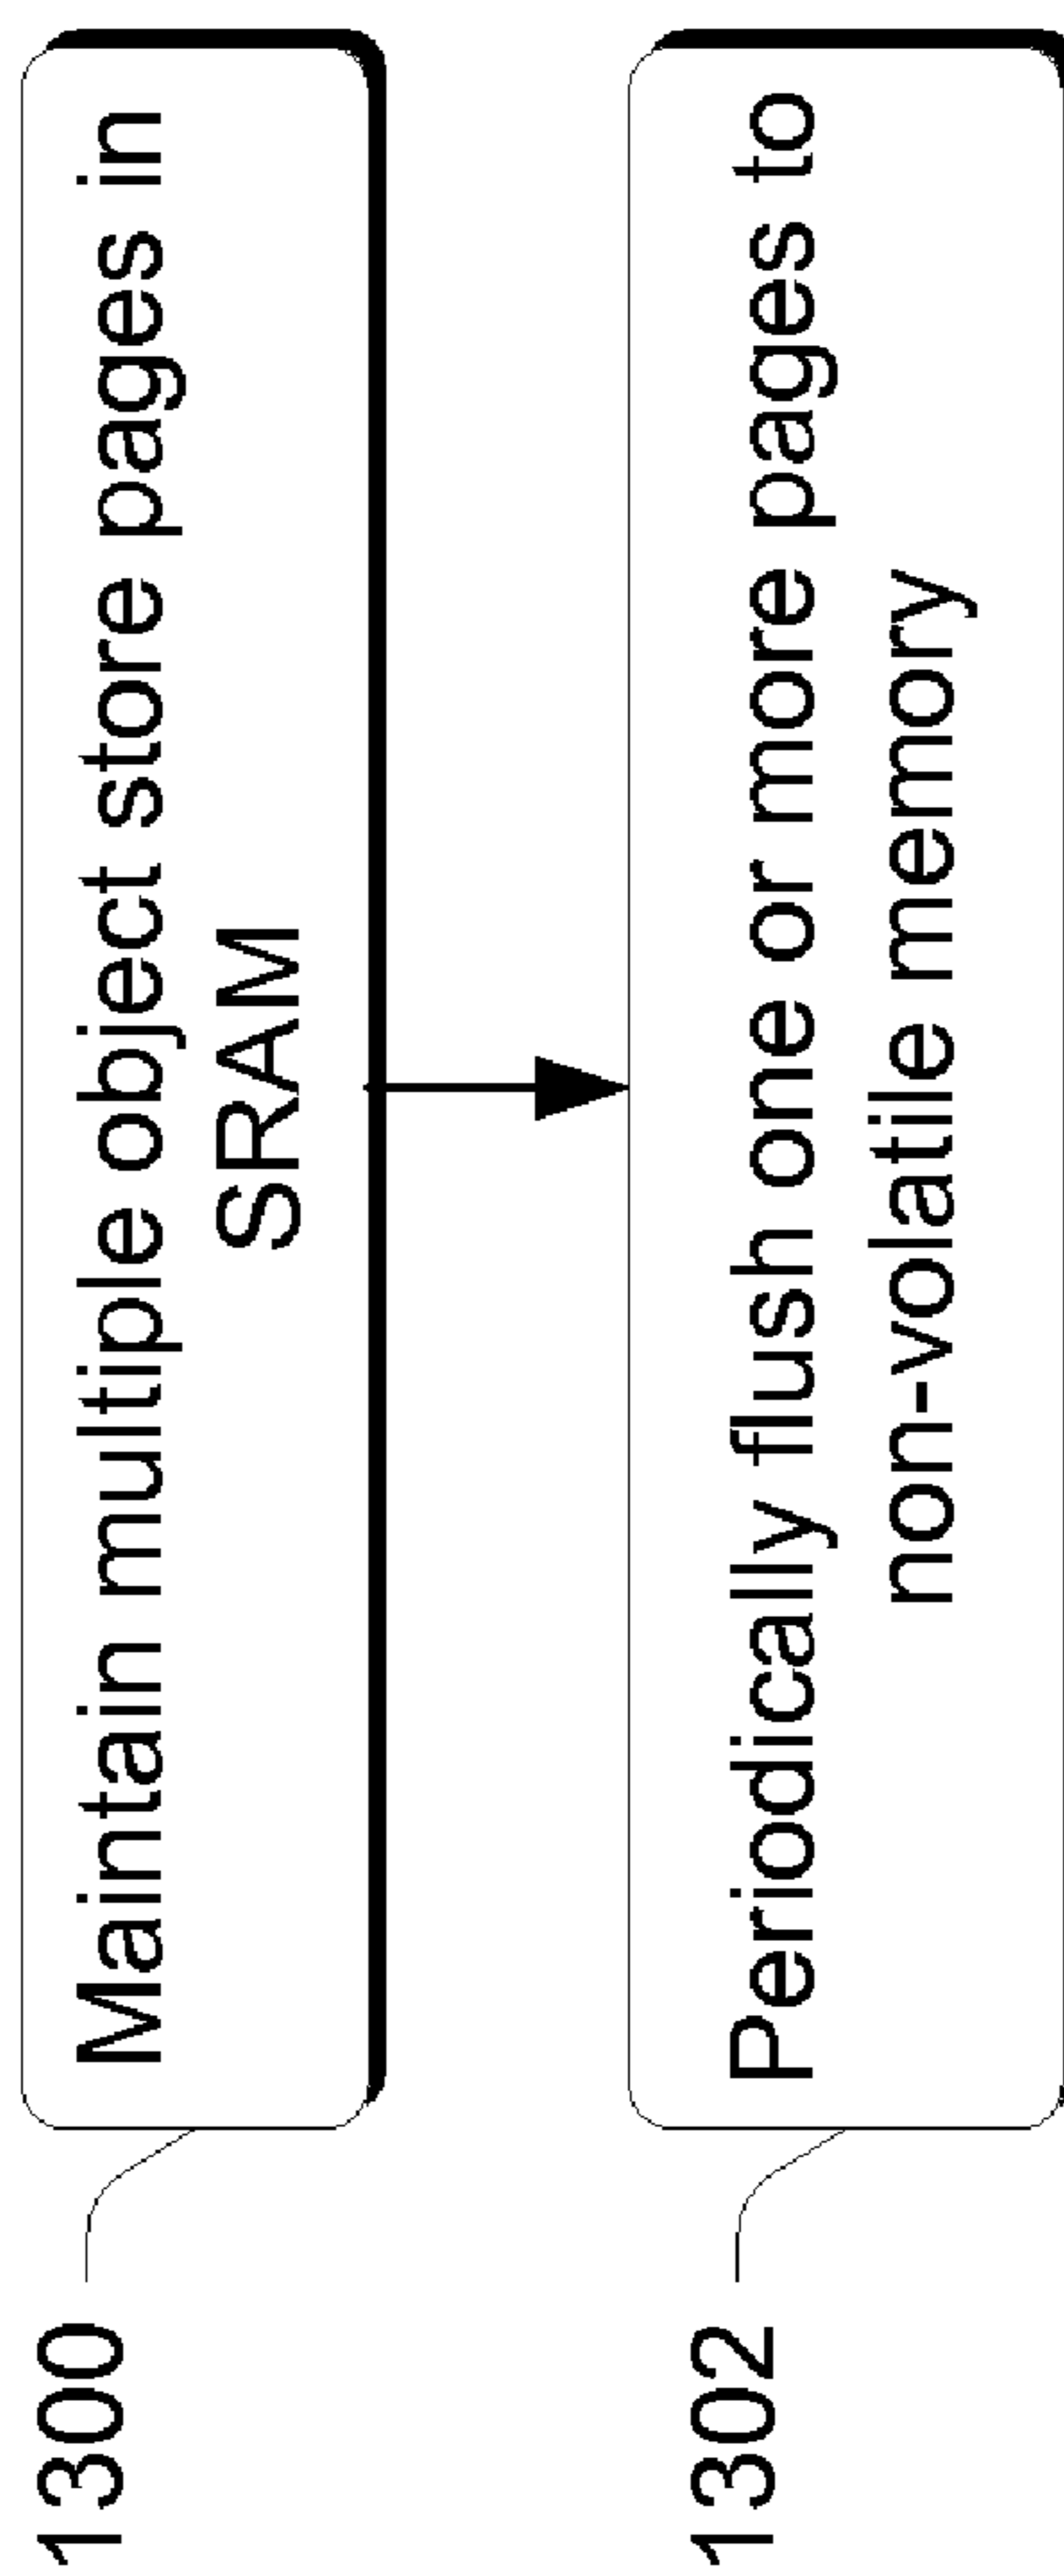 1300
Maintain multiple object store pages in
SRAM
1302
Periodically flush one or more pages to
non-volatile memory